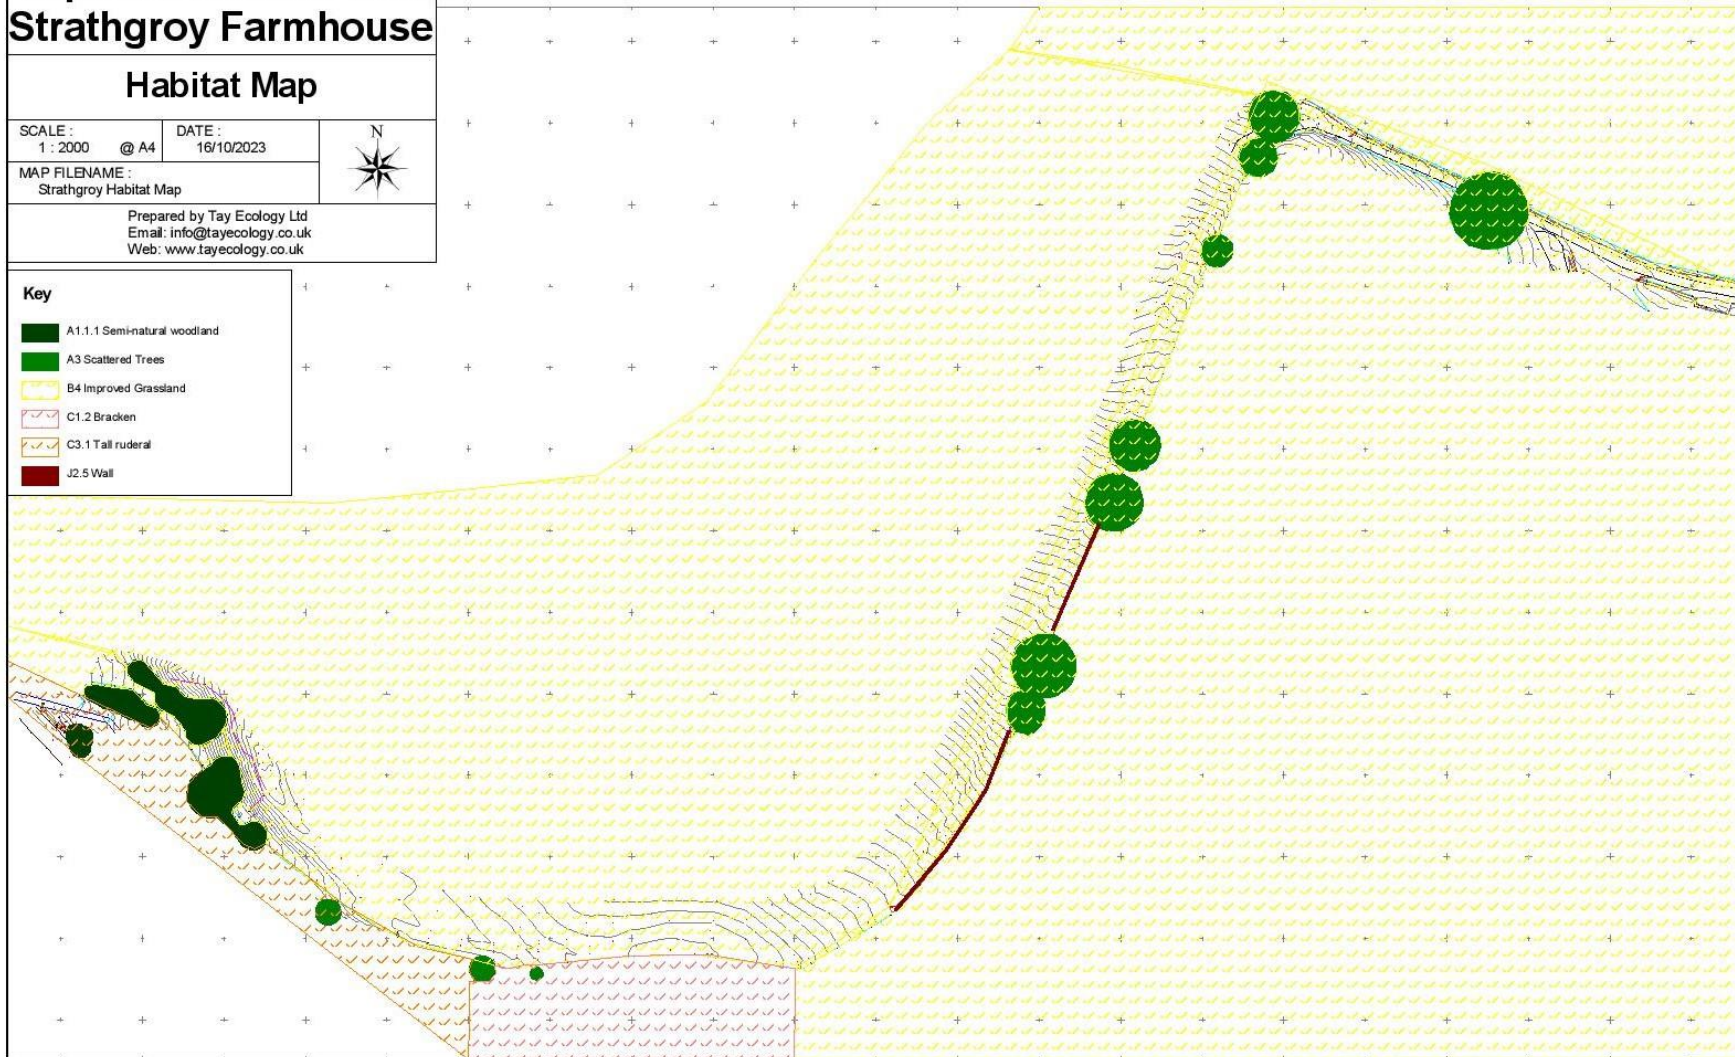 Strathgroy Farmhouse
Habitat Map
SCALE :
1 : 2000 @ A4
DATE :
16/10/2023
N
MAP FILENAME :
Strathgroy Habitat Map
Prepared by Tay Ecology Ltd
Email: info@tayecology.co.uk
Web: www.tayecology.co.uk
Key
A1.1.1 Semi-natural woodland
A3 Scattered Trees
B4 Improved Grassland
C1.2 Bracken
C3.1 Tall ruderal
J2.5 Wall